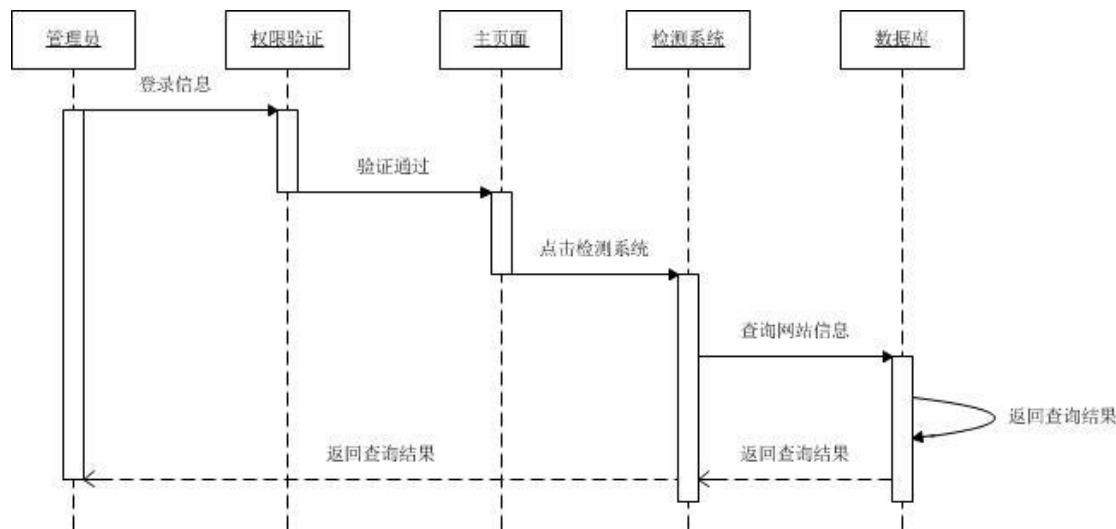 管理员 权限验证 主页面 检测系统 数据库
登录信息
验证通过
点击检测系统
查询网站信息
返回查询结果
返回查询结果 返回查询结果